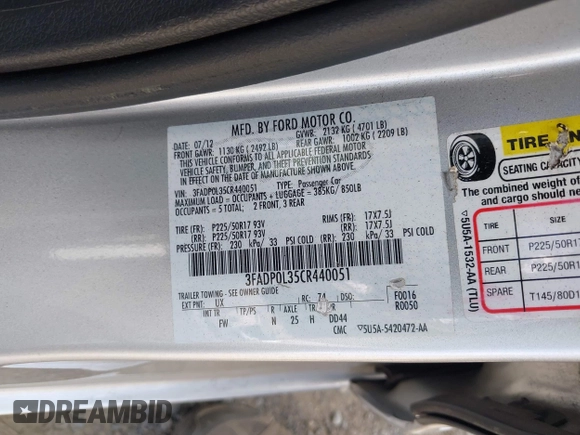 MFD. BY FORD MOTOR CO.
DATE: 07/12 GVWR: 2132 KG ( 4701 LB)
FRONT GAWR: 1130 KG ( 2492 LB) REAR GAWR: 1002 KG ( 2209 LB)
THIS VEHICLE CONFORMS TO ALL APPLICABLE FEDERAL MOTOR
VEHICLE SAFETY, BUMPER, AND THEFT PREVENTION STANDARDS IN EFFECT ON THE
DATE OF MANUFACTURE SHOWN ABOVE.
VIN: 3FADP0L35CR440051 TYPE: Passenger Car
MAXIMUM LOAD = OCCUPANTS + LUGGAGE = 385KG/ 850LB
OCCUPANTS = 5 TOTAL; 2 FRONT, 3 REAR
TIRE (FR): P225/50R17 93V RIMS (FR): 17X7.5J
(RR): P225/50R17 93V (RR): 17X7.5J
PRESSURE (FR): 230 kPa/ 33 PSI COLD (RR): 230 kPa/ 33 PSI COLD
3FADP0L35CR440051
TRAILER TOWING - SEE OWNER GUIDE
EXT PNT: UX RC: 74 DSO: F0016
INT TR TP/PS R AXLE TR R0050
FW N 25 H DD44
CMC ▽5U5A-5420472-AA
TIRE
SEATING CAPACITY
The combined weight of
and cargo should ne
TIRE
FRONT P225/50R1
REAR P225/50R1
SPARE T145/80D1
▽5U5A-1532-AA (TLU)
DREAMBID